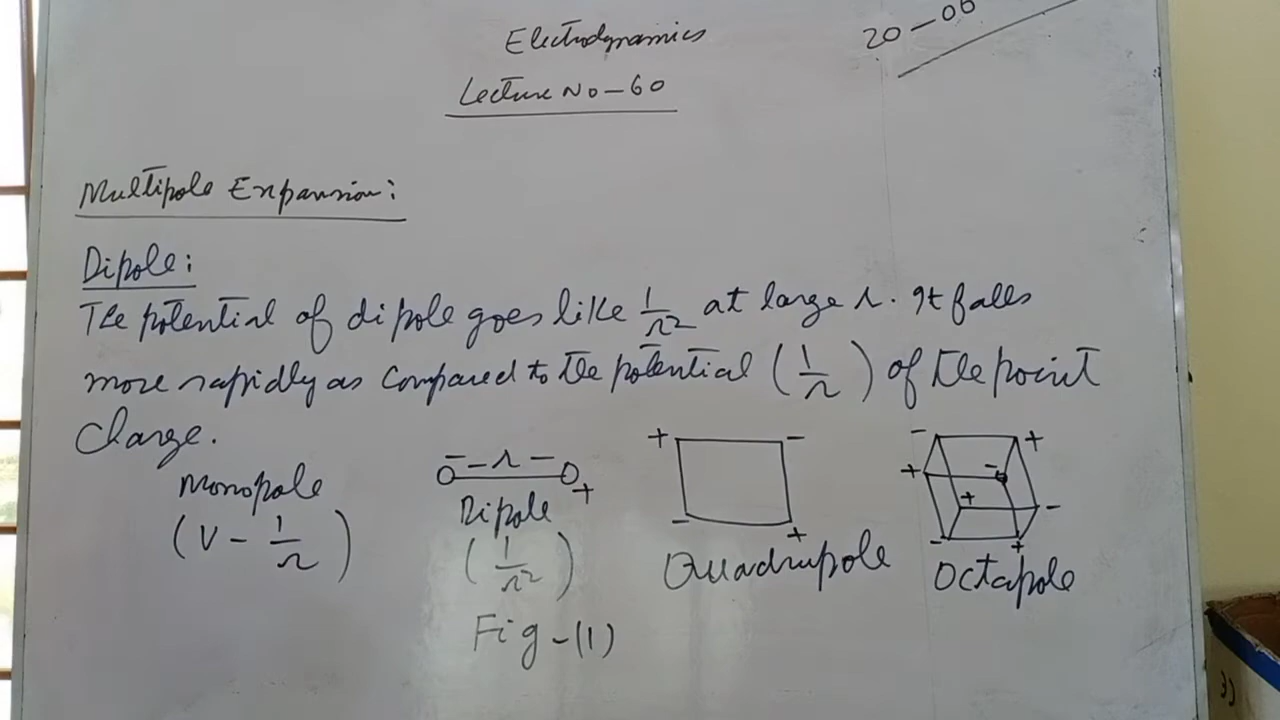 Electrodynamics
20-06
Lecture No-60
Multipole Expansion:
Dipole:
The potential of dipole goes like 1/r² at large r. It falls
more rapidly as compared to the potential (1/r) of the point
Charge.
Monopole
(V - 1/r)
- r - +
Dipole
(1/r²)
Fig-(1)
+ -
- +
Quadrupole
- +
+ -
+ -
- +
Octapole